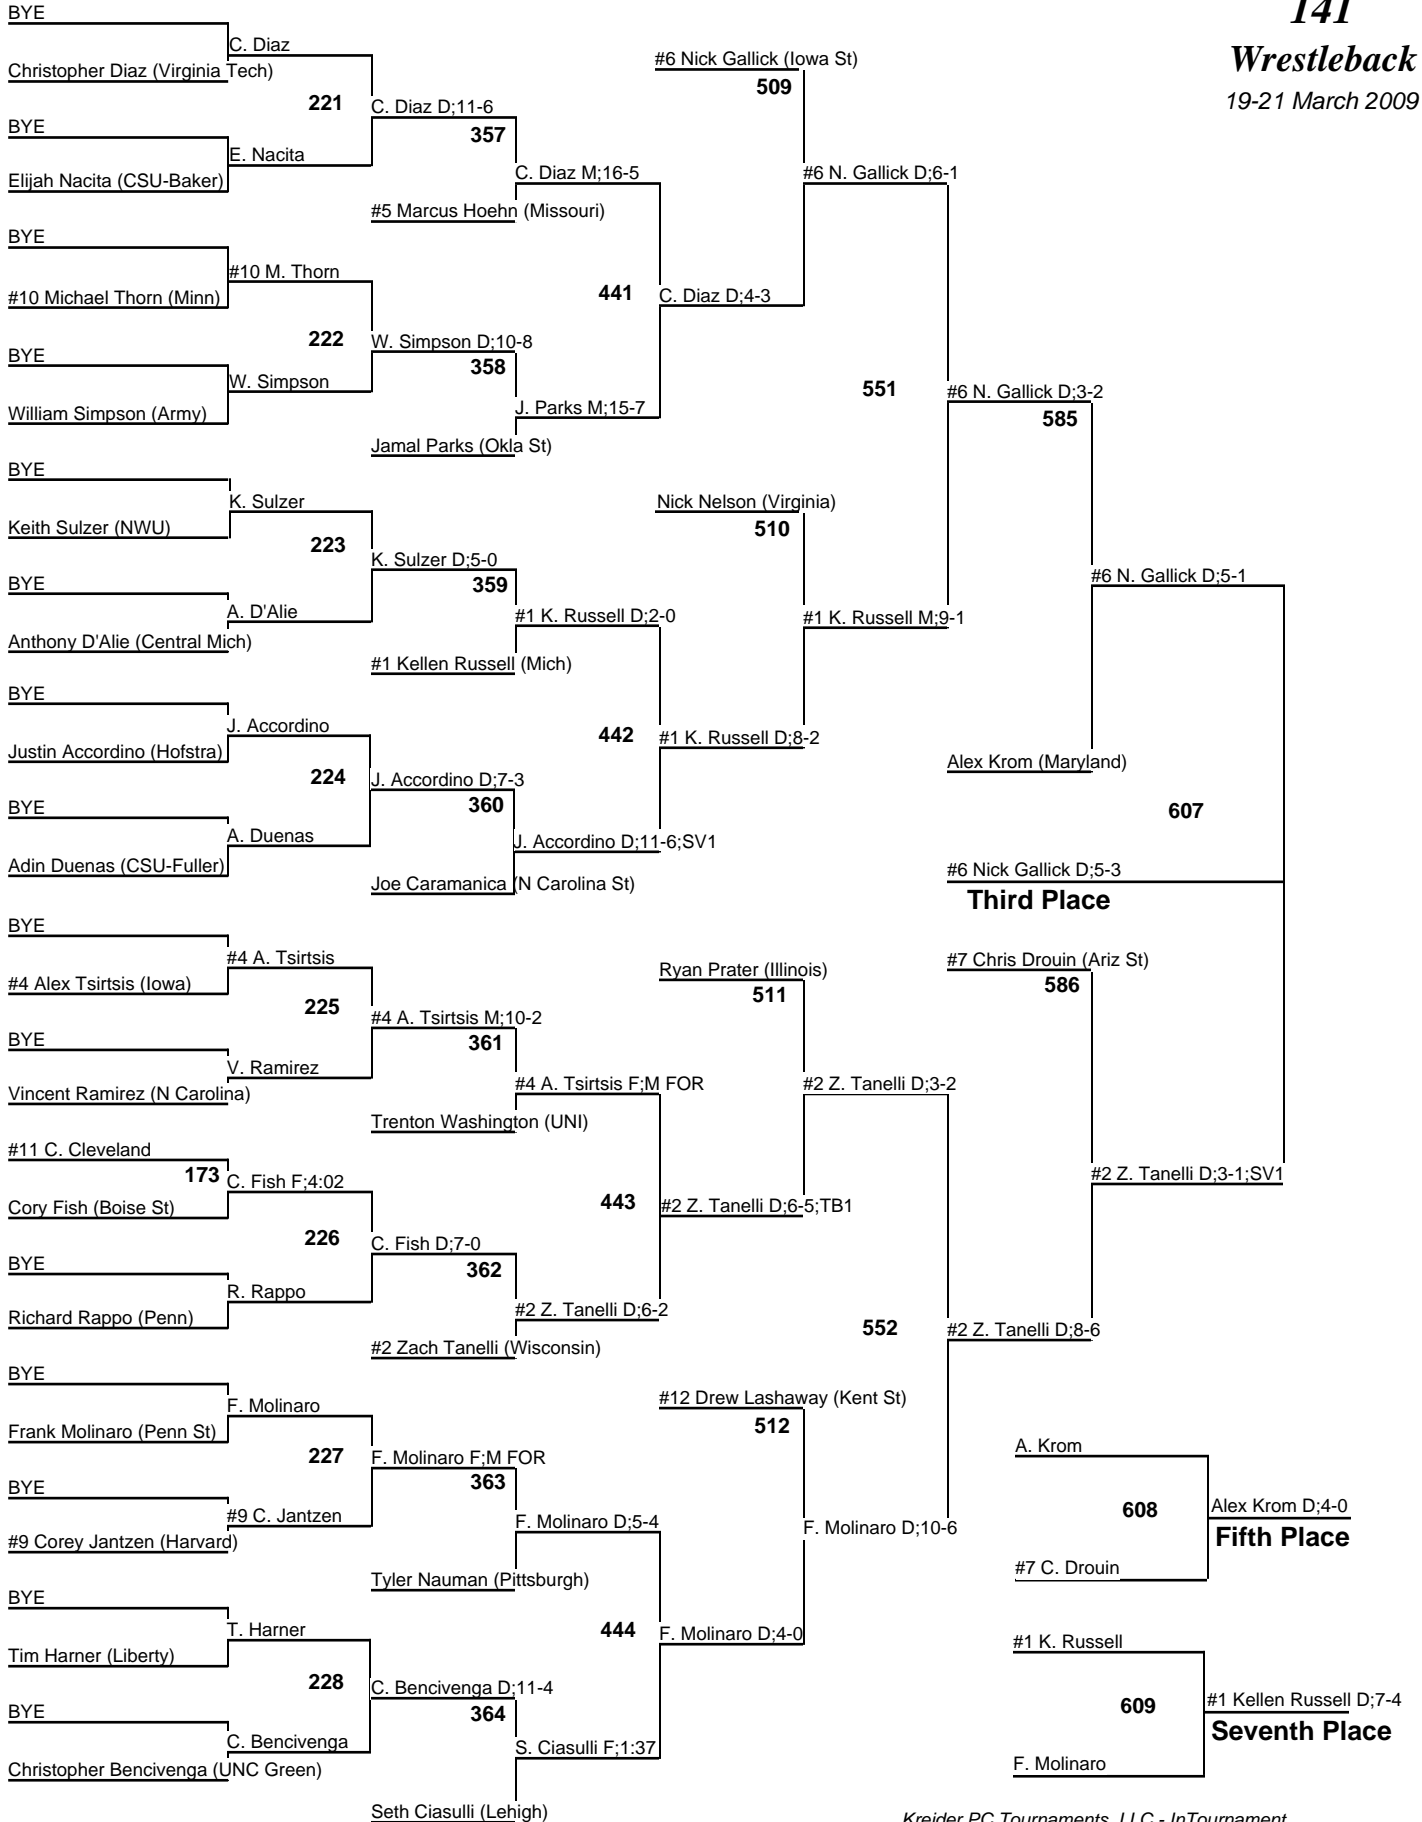 141
Wrestleback
19-21 March 2009
BYE
C. Diaz
Christopher Diaz (Virginia Tech)
221
C. Diaz D;11-6
BYE
E. Nacita
Elijah Nacita (CSU-Baker)
357
C. Diaz M;16-5
#5 Marcus Hoehn (Missouri)
BYE
#10 M. Thorn
#10 Michael Thorn (Minn)
222
W. Simpson D;10-8
BYE
W. Simpson
William Simpson (Army)
358
J. Parks M;15-7
Jamal Parks (Okla St)
441
C. Diaz D;4-3
#6 Nick Gallick (Iowa St)
509
#6 N. Gallick D;6-1
BYE
K. Sulzer
Keith Sulzer (NWU)
223
K. Sulzer D;5-0
BYE
A. D'Alie
Anthony D'Alie (Central Mich)
359
#1 K. Russell D;2-0
#1 Kellen Russell (Mich)
BYE
J. Accordino
Justin Accordino (Hofstra)
224
J. Accordino D;7-3
BYE
A. Duenas
Adin Duenas (CSU-Fuller)
360
J. Accordino D;11-6;SV1
Joe Caramanica (N Carolina St)
442
#1 K. Russell D;8-2
Nick Nelson (Virginia)
510
#1 K. Russell M;9-1
551
#6 N. Gallick D;3-2
585
#6 N. Gallick D;5-1
Alex Krom (Maryland)
607
#6 Nick Gallick D;5-3
Third Place
BYE
#4 A. Tsirtsis
#4 Alex Tsirtsis (Iowa)
225
#4 A. Tsirtsis M;10-2
BYE
V. Ramirez
Vincent Ramirez (N Carolina)
361
#4 A. Tsirtsis F;M FOR
Trenton Washington (UNI)
#11 C. Cleveland
173
C. Fish F;4:02
Cory Fish (Boise St)
226
C. Fish D;7-0
BYE
R. Rappo
Richard Rappo (Penn)
362
#2 Z. Tanelli D;6-2
#2 Zach Tanelli (Wisconsin)
443
#2 Z. Tanelli D;6-5;TB1
Ryan Prater (Illinois)
511
#2 Z. Tanelli D;3-2
#7 Chris Drouin (Ariz St)
586
#2 Z. Tanelli D;3-1;SV1
BYE
F. Molinaro
Frank Molinaro (Penn St)
227
F. Molinaro F;M FOR
BYE
#9 C. Jantzen
#9 Corey Jantzen (Harvard)
363
F. Molinaro D;5-4
Tyler Nauman (Pittsburgh)
BYE
T. Harner
Tim Harner (Liberty)
228
C. Bencivenga D;11-4
BYE
C. Bencivenga
Christopher Bencivenga (UNC Green)
364
S. Ciasulli F;1:37
Seth Ciasulli (Lehigh)
444
F. Molinaro D;4-0
#12 Drew Lashaway (Kent St)
512
F. Molinaro D;10-6
552
#2 Z. Tanelli D;8-6
A. Krom
608
Alex Krom D;4-0
Fifth Place
#7 C. Drouin
#1 K. Russell
609
#1 Kellen Russell D;7-4
Seventh Place
F. Molinaro
Kreider PC Tournaments, LLC - InTournament